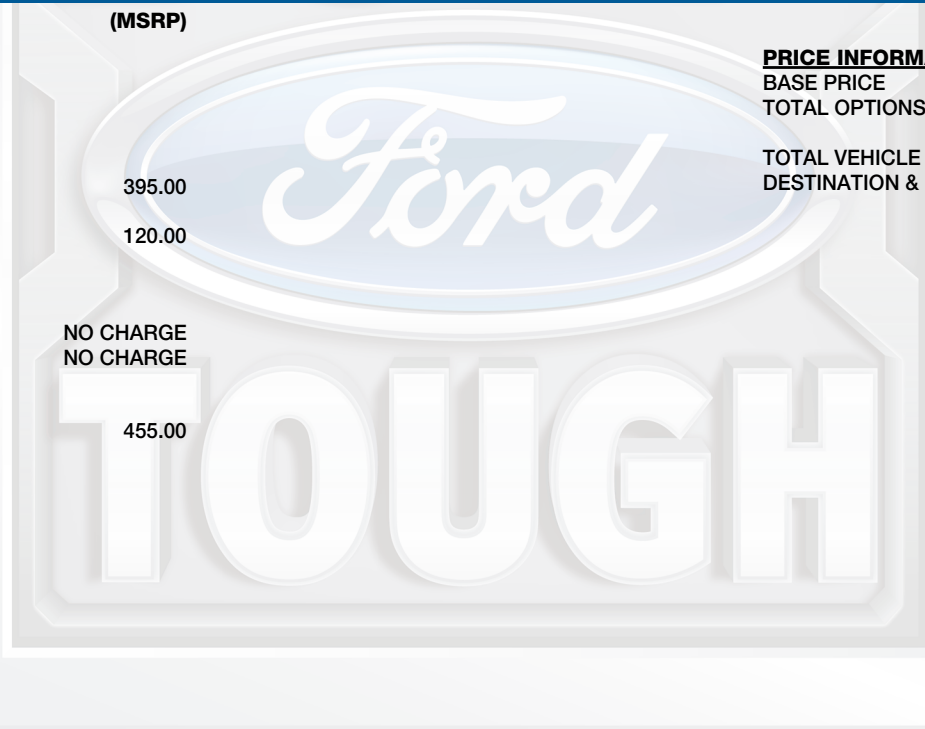 (MSRP)
395.00
120.00
NO CHARGE
NO CHARGE
455.00
PRICE INFORM
BASE PRICE
TOTAL OPTIONS
TOTAL VEHICLE
DESTINATION &
Ford
TOUGH